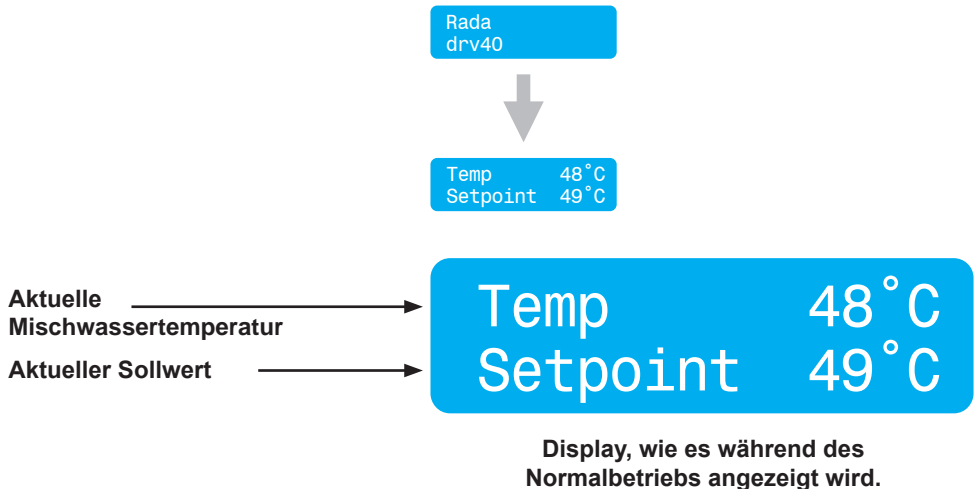 Rada
drv40
Temp 48°C
Setpoint 49°C
Aktuelle
Mischwassertemperatur
Aktueller Sollwert
Temp 48°C
Setpoint 49°C
Display, wie es während des
Normalbetriebs angezeigt wird.